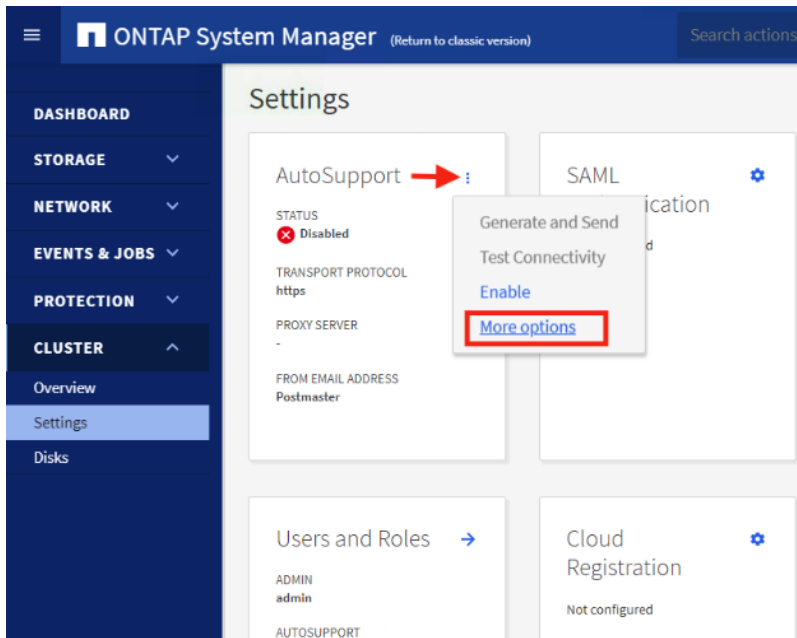 ONTAP System Manager (Return to classic version)
Search actions
DASHBOARD
STORAGE
NETWORK
EVENTS & JOBS
PROTECTION
CLUSTER
Overview
Settings
Disks
Settings
AutoSupport
STATUS
Disabled
TRANSPORT PROTOCOL
https
PROXY SERVER
-
FROM EMAIL ADDRESS
Postmaster
Generate and Send
Test Connectivity
Enable
More options
SAML
ication
d
Users and Roles
ADMIN
admin
AUTOSUPPORT
Cloud
Registration
Not configured